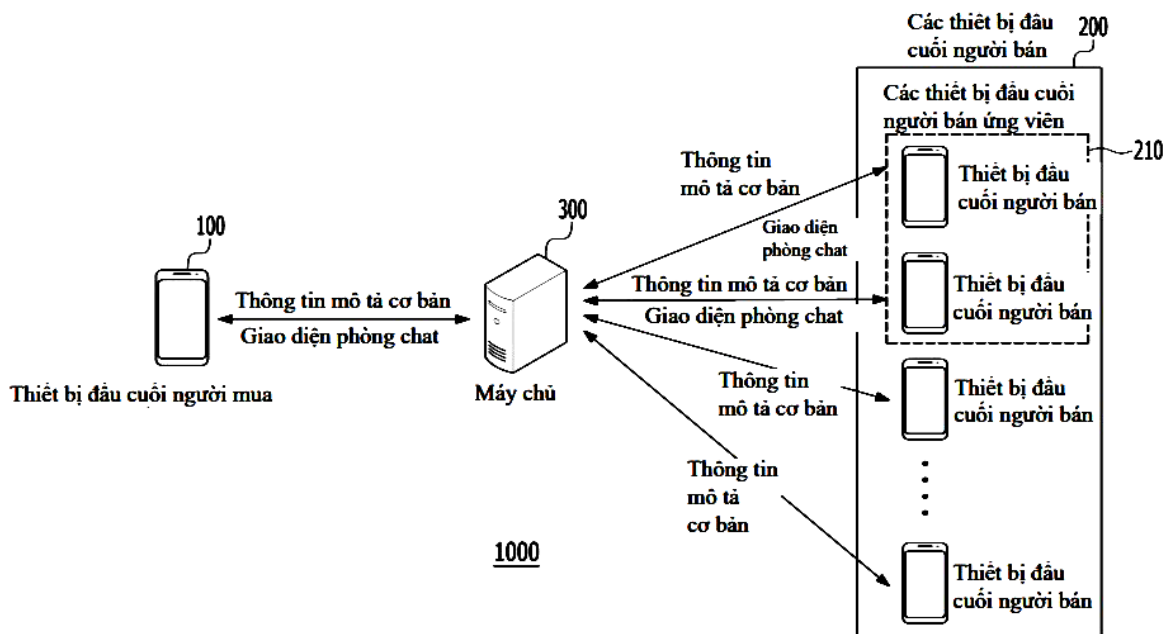 Các thiết bị đầu
cuối người bán
200
Các thiết bị đầu cuối
người bán ứng viên
210
Thông tin
mô tả cơ bản
Thiết bị đầu
cuối người bán
Giao diện
phòng chat
100
300
Thông tin mô tả cơ bản
Giao diện phòng chat
Thông tin mô tả cơ bản
Giao diện phòng chat
Thiết bị đầu
cuối người bán
Thiết bị đầu cuối người mua
Máy chủ
Thông tin
mô tả cơ bản
Thiết bị đầu
cuối người bán
Thông tin
mô tả
cơ bản
1000
Thiết bị đầu
cuối người bán